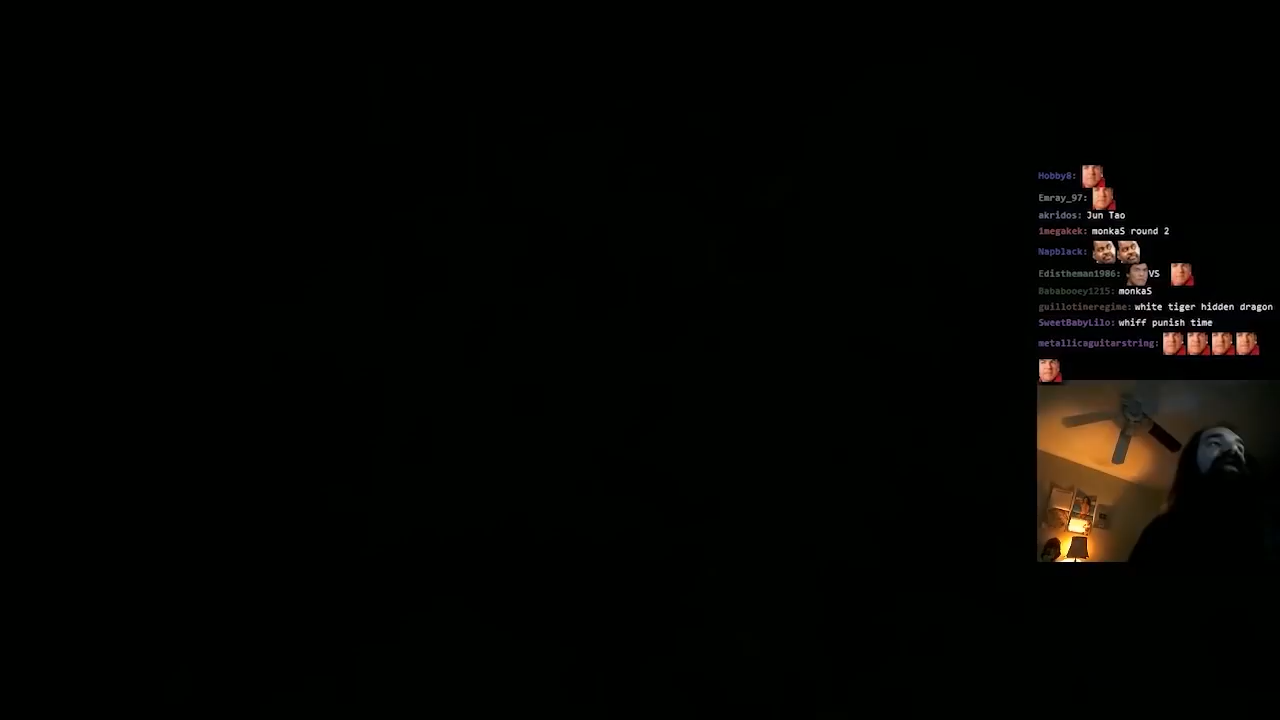 Hobby8:
Emray_97:
akridos: Jun Tao
1megakek: monkaS round 2
Napblack:
Edistheman1986: VS
Bababooey1215: monkaS
guillotineregime: white tiger hidden dragon
SweetBabyLilo: whiff punish time
metallicaguitarstring: